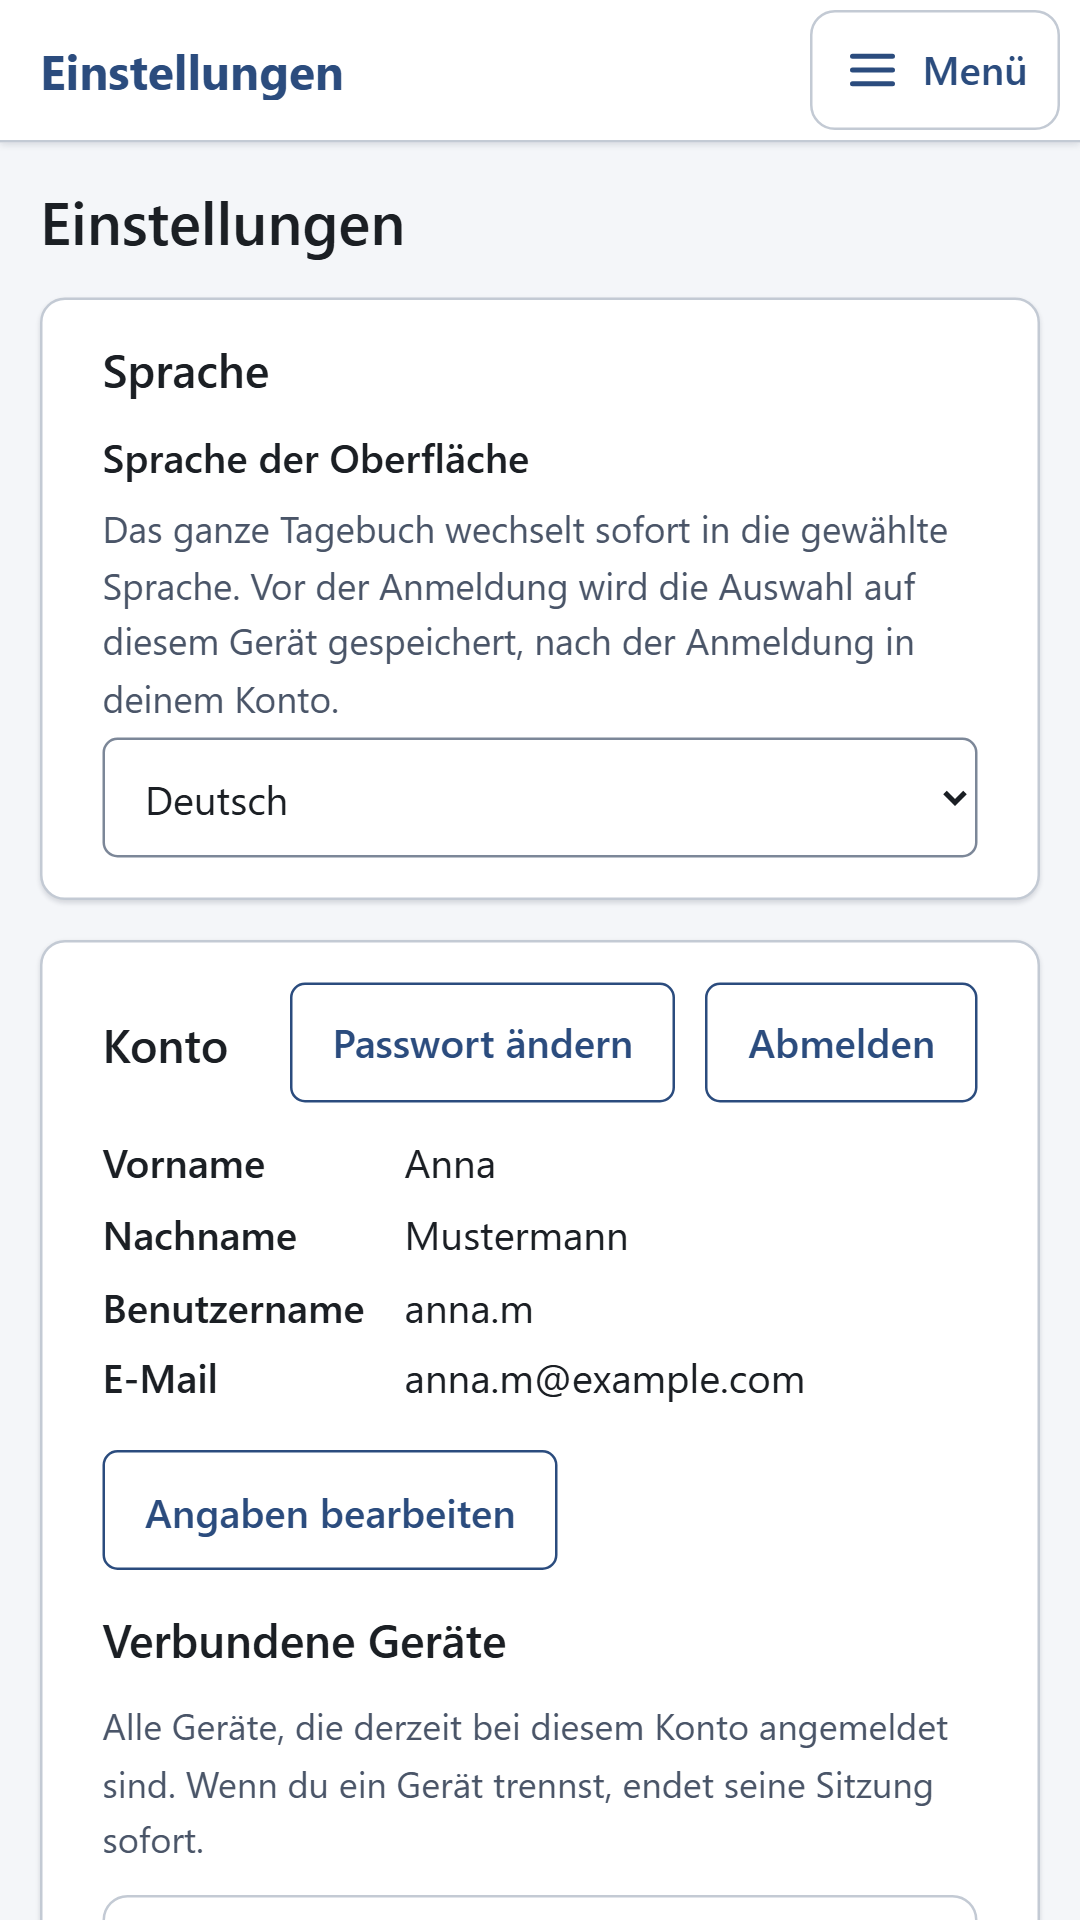 Einstellungen
Menü
Einstellungen
Sprache
Sprache der Oberfläche
Das ganze Tagebuch wechselt sofort in die gewählte
Sprache. Vor der Anmeldung wird die Auswahl auf
diesem Gerät gespeichert, nach der Anmeldung in
deinem Konto.
Deutsch
Konto
Passwort ändern
Abmelden
Vorname Anna
Nachname Mustermann
Benutzername anna.m
E-Mail anna.m@example.com
Angaben bearbeiten
Verbundene Geräte
Alle Geräte, die derzeit bei diesem Konto angemeldet
sind. Wenn du ein Gerät trennst, endet seine Sitzung
sofort.